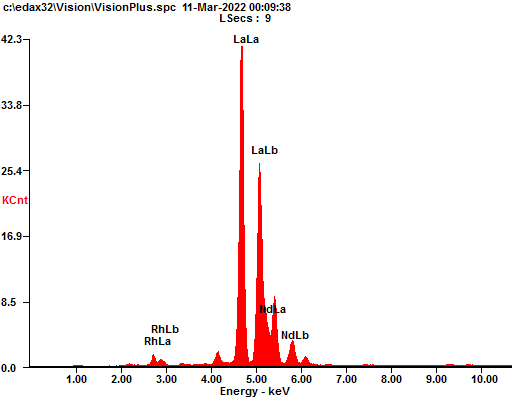 c:\edax32\Vision\VisionPlus.spc 11-Mar-2022 00:09:38
LSecs : 9
42.3
LaLa
33.8
25.4
LaLb
KCnt
16.9
8.5
NdLa
RhLb
NdLb
RhLa
0.0
1.00 2.00 3.00 4.00 5.00 6.00 7.00 8.00 9.00 10.00
Energy - keV